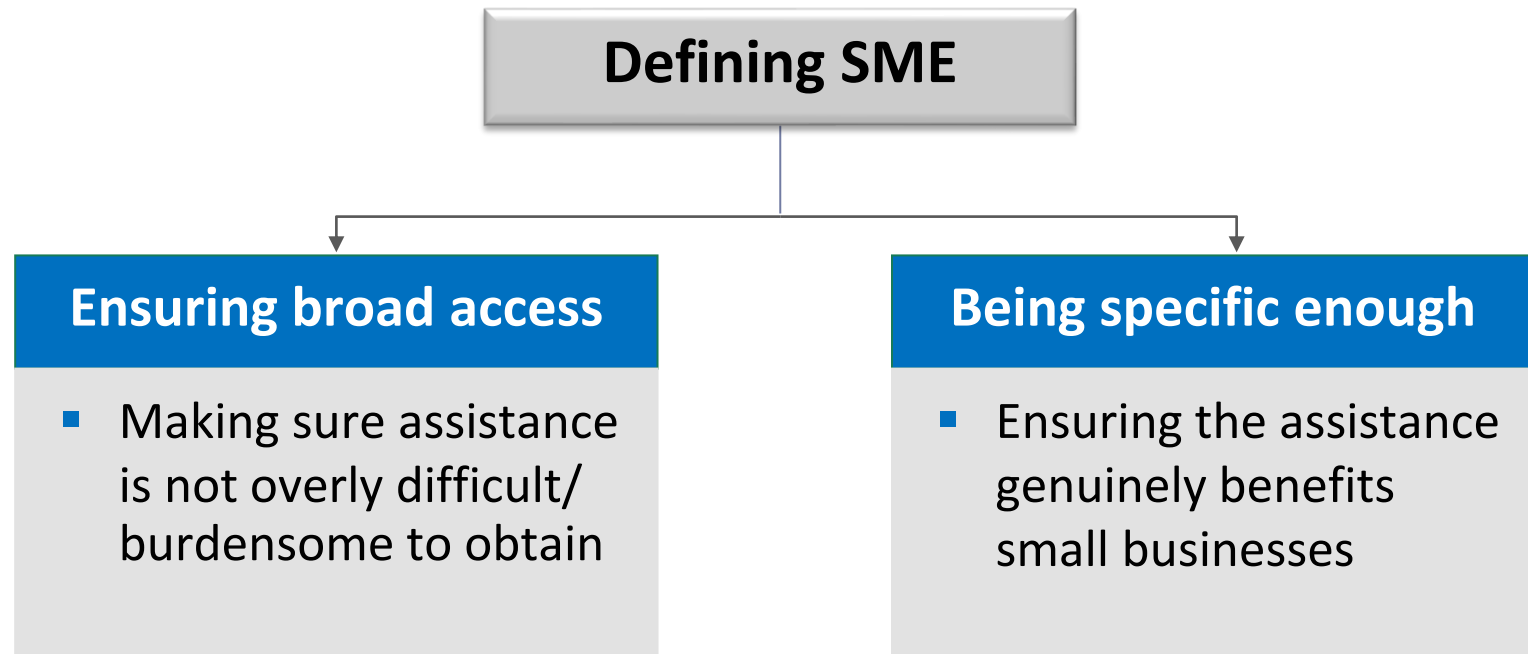 Defining SME
Ensuring broad access
Making sure assistance
is not overly difficult/
burdensome to obtain
Being specific enough
Ensuring the assistance
genuinely benefits
small businesses